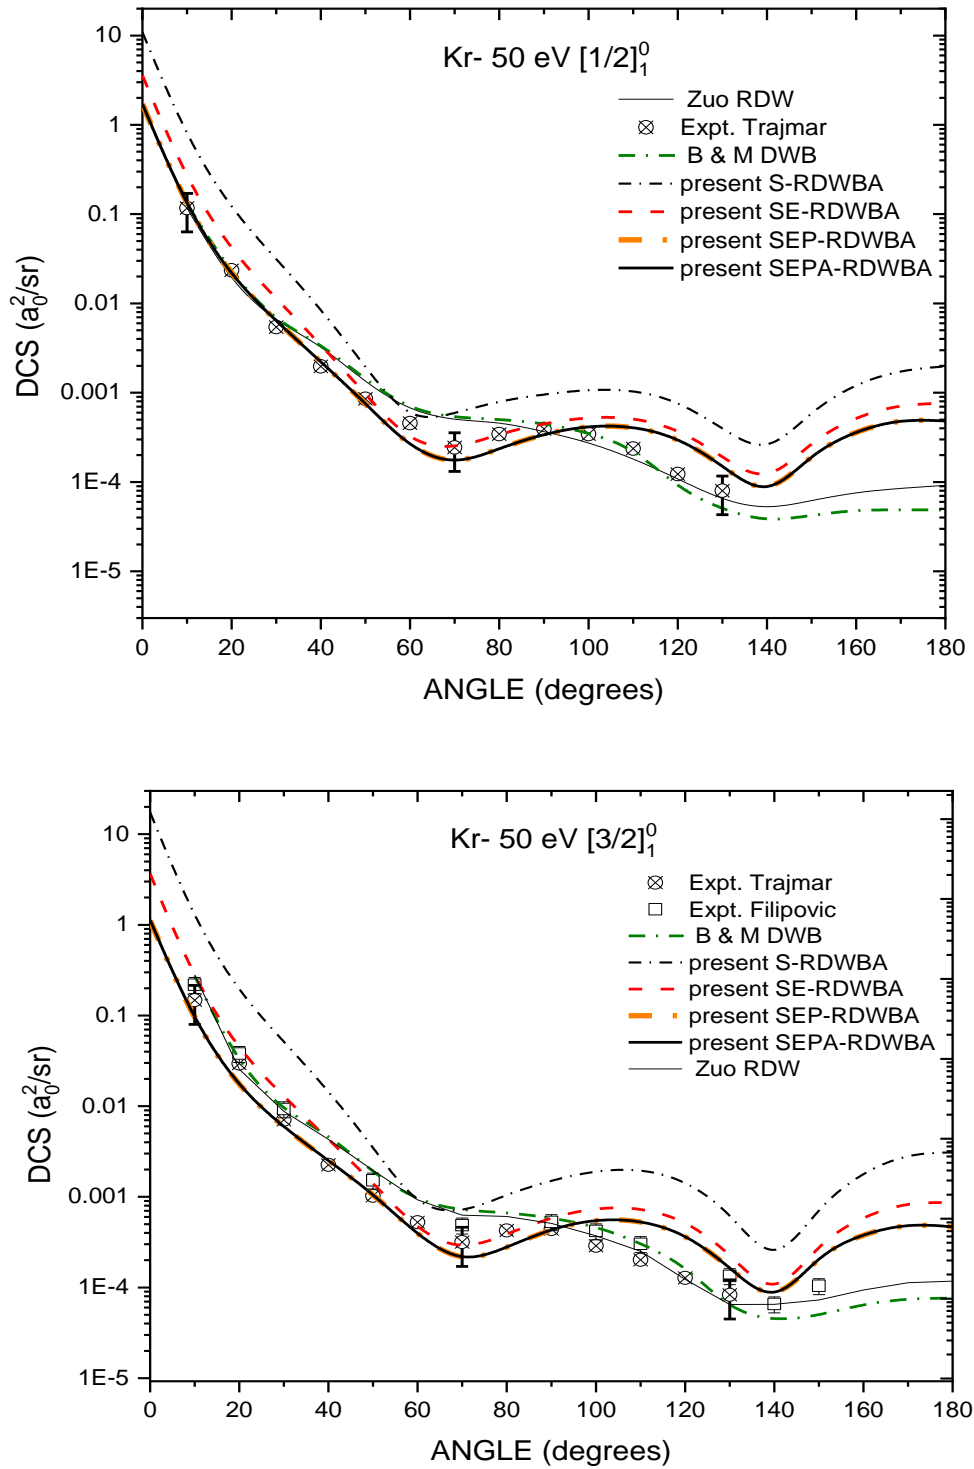 Kr- 50 eV [1/2]₁⁰
Zuo RDW
Expt. Trajmar
B & M DWB
present S-RDWBA
present SE-RDWBA
present SEP-RDWBA
present SEPA-RDWBA
DCS (a₀²/sr)
10
1
0.1
0.01
0.001
1E-4
1E-5
0 20 40 60 80 100 120 140 160 180
ANGLE (degrees)
Kr- 50 eV [3/2]₁⁰
Expt. Trajmar
Expt. Filipovic
B & M DWB
present S-RDWBA
present SE-RDWBA
present SEP-RDWBA
present SEPA-RDWBA
Zuo RDW
DCS (a₀²/sr)
10
1
0.1
0.01
0.001
1E-4
1E-5
0 20 40 60 80 100 120 140 160 180
ANGLE (degrees)